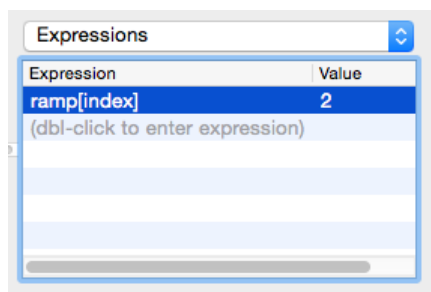 Expressions
Expression Value
ramp[index] 2
(dbl-click to enter expression)